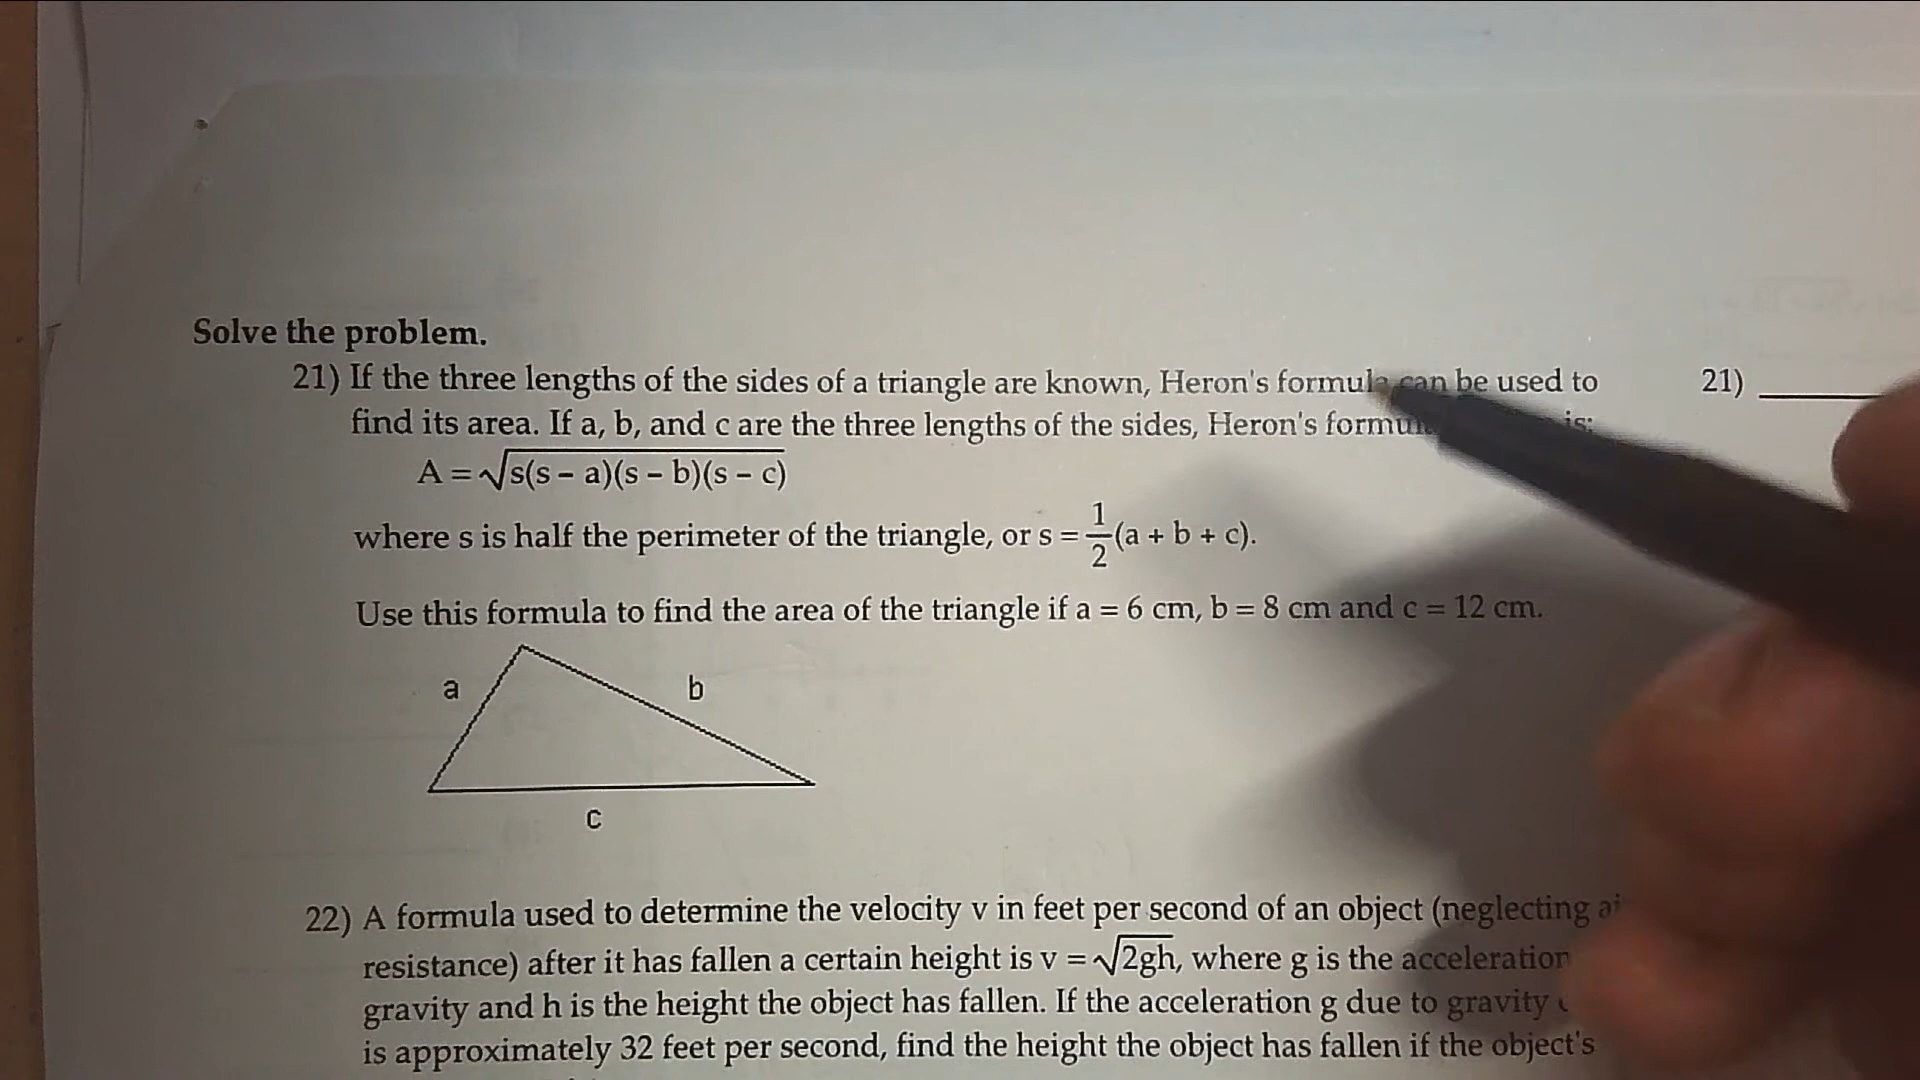 Solve the problem.
21) If the three lengths of the sides of a triangle are known, Heron's formula can be used to
21)
find its area. If a, b, and c are the three lengths of the sides, Heron's is:
A = √s(s – a)(s – b)(s – c)
where s is half the perimeter of the triangle, or s = 1/2(a + b + c).
Use this formula to find the area of the triangle if a = 6 cm, b = 8 cm and c = 12 cm.
a
b
c
22) A formula used to determine the velocity v in feet per second of an object (neglecting
resistance) after it has fallen a certain height is v = √2gh, where g is the acceleration
gravity and h is the height the object has fallen. If the acceleration g due to gravity
is approximately 32 feet per second, find the height the object has fallen if the object's